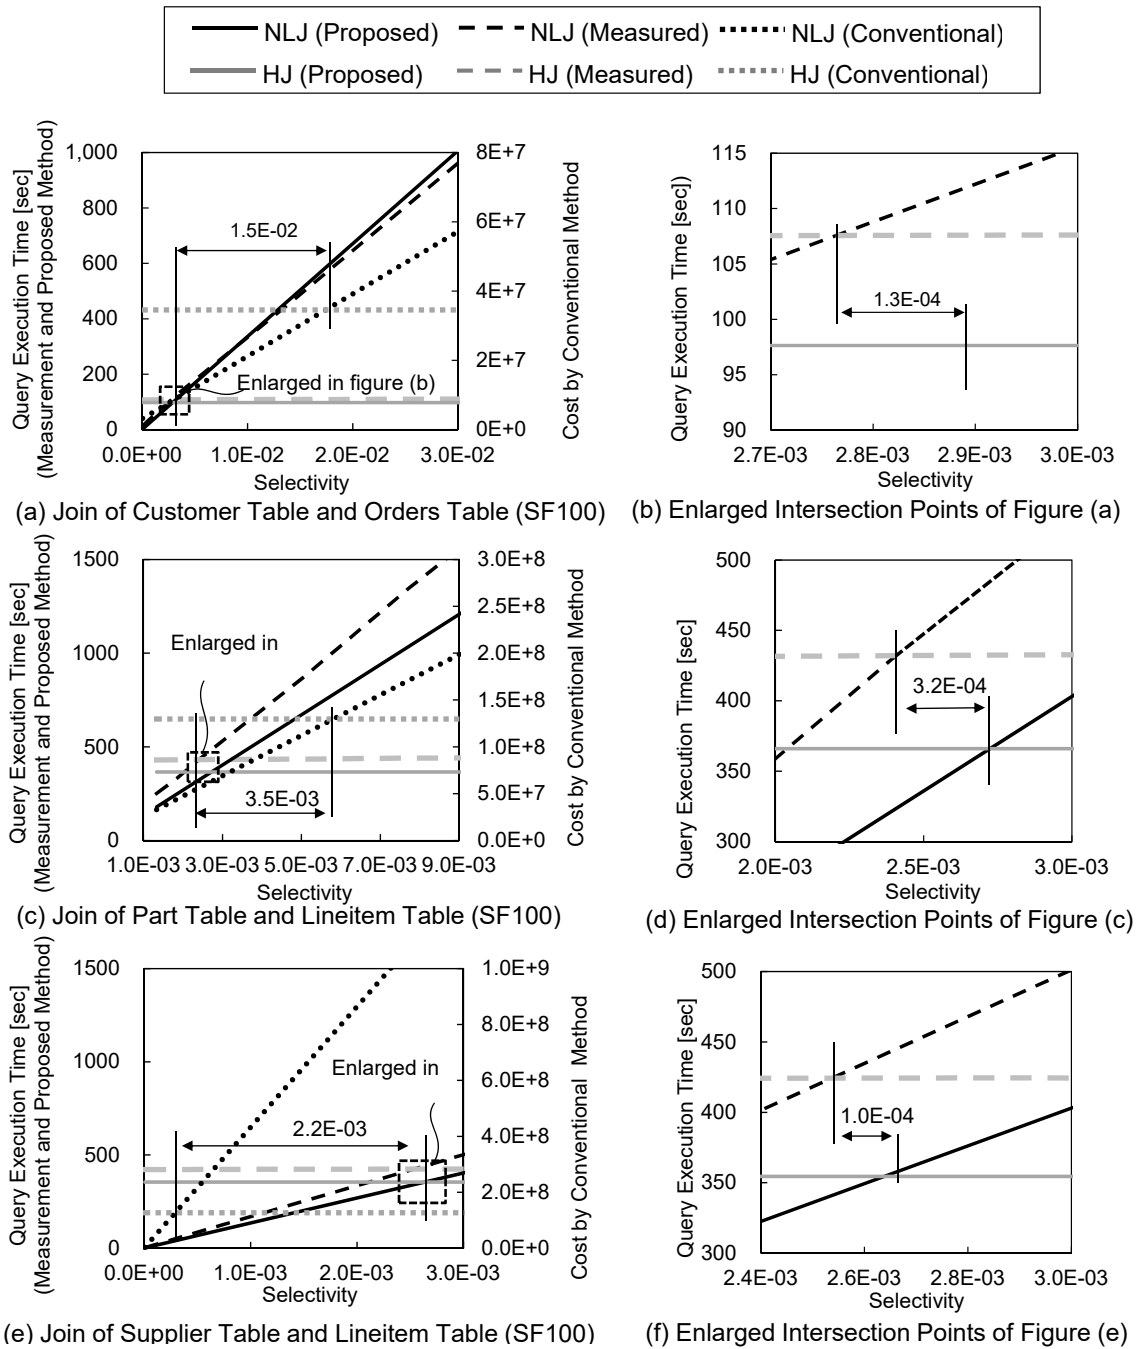 NLJ (Proposed) NLJ (Measured) NLJ (Conventional)
HJ (Proposed) HJ (Measured) HJ (Conventional)
Query Execution Time [sec]
(Measurement and Proposed Method)
1,000
800
600
400
200
0
8E+7
6E+7
4E+7
2E+7
0E+0
Cost by Conventional Method
1.5E-02
Enlarged in figure (b)
0.0E+00 1.0E-02 2.0E-02 3.0E-02
Selectivity
(a) Join of Customer Table and Orders Table (SF100)
Query Execution Time [sec])
115
110
105
100
95
90
1.3E-04
2.7E-03 2.8E-03 2.9E-03 3.0E-03
Selectivity
(b) Enlarged Intersection Points of Figure (a)
Query Execution Time [sec]
(Measurement and Proposed Method)
1500
1000
500
0
3.0E+8
2.5E+8
2.0E+8
1.5E+8
1.0E+8
5.0E+7
0.0E+0
Cost by Conventional Method
Enlarged in
3.5E-03
1.0E-03 3.0E-03 5.0E-03 7.0E-03 9.0E-03
Selectivity
(c) Join of Part Table and Lineitem Table (SF100)
Query Execution Time [sec]
500
450
400
350
300
3.2E-04
2.0E-03 2.5E-03 3.0E-03
Selectivity
(d) Enlarged Intersection Points of Figure (c)
Query Execution Time [sec]
(Measurement and Proposed Method)
1500
1000
500
0
1.0E+9
8.0E+8
6.0E+8
4.0E+8
2.0E+8
0.0E+0
Cost by Conventional Method
Enlarged in
2.2E-03
0.0E+00 1.0E-03 2.0E-03 3.0E-03
Selectivity
(e) Join of Supplier Table and Lineitem Table (SF100)
Query Execution Time [sec]
500
450
400
350
300
1.0E-04
2.4E-03 2.6E-03 2.8E-03 3.0E-03
Selectivity
(f) Enlarged Intersection Points of Figure (e)